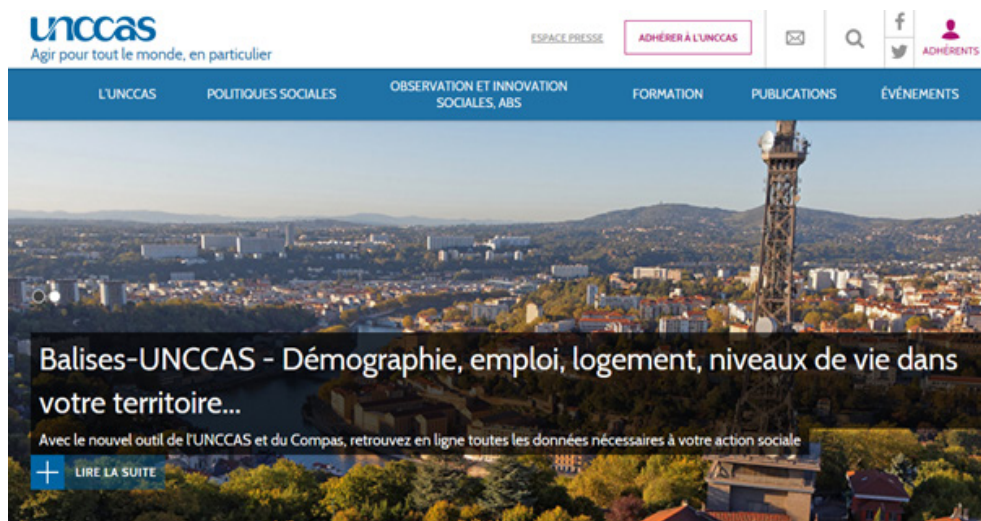 unccas
Agir pour tout le monde, en particulier
ESPACE PRESSE
ADHÉRER À L'UNCCAS
f
ADHÉRENTS
L'UNCCAS
POLITIQUES SOCIALES
OBSERVATION ET INNOVATION
SOCIALES, ABS
FORMATION
PUBLICATIONS
ÉVÉNEMENTS
Balises-UNCCAS - Démographie, emploi, logement, niveaux de vie dans
votre territoire...
Avec le nouvel outil de l'UNCCAS et du Compas, retrouvez en ligne toutes les données nécessaires à votre action sociale
LIRE LA SUITE